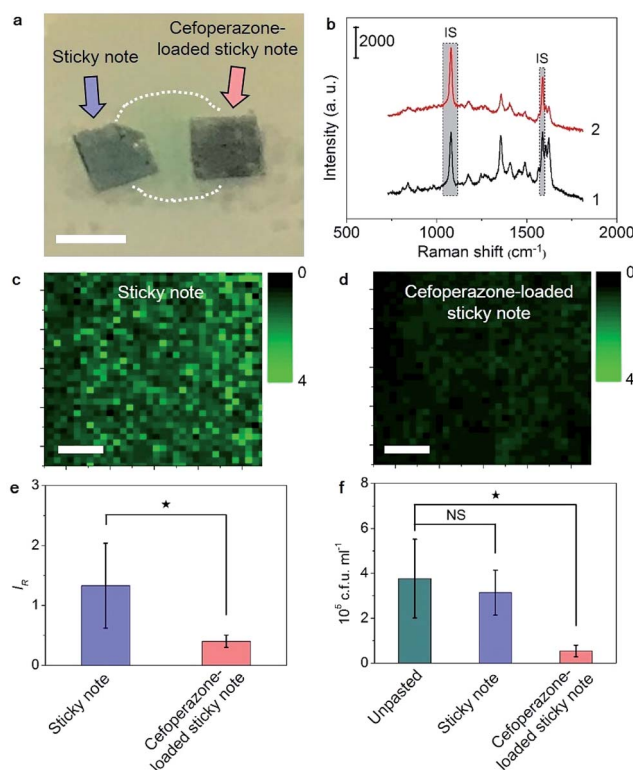 a
Sticky note
Cefoperazone-
loaded sticky note
b
2000
IS
IS
2
1
Intensity (a. u.)
500
1000
1500
2000
Raman shift (cm⁻¹)
c
Sticky note
0
4
d
Cefoperazone-loaded
sticky note
0
4
e
3
2
1
0
I_R
★
Sticky note
Cefoperazone-
loaded sticky note
f
8
6
4
2
0
10⁵ c.f.u. ml⁻¹
★
NS
Unpasted
Sticky note
Cefoperazone-
loaded sticky note